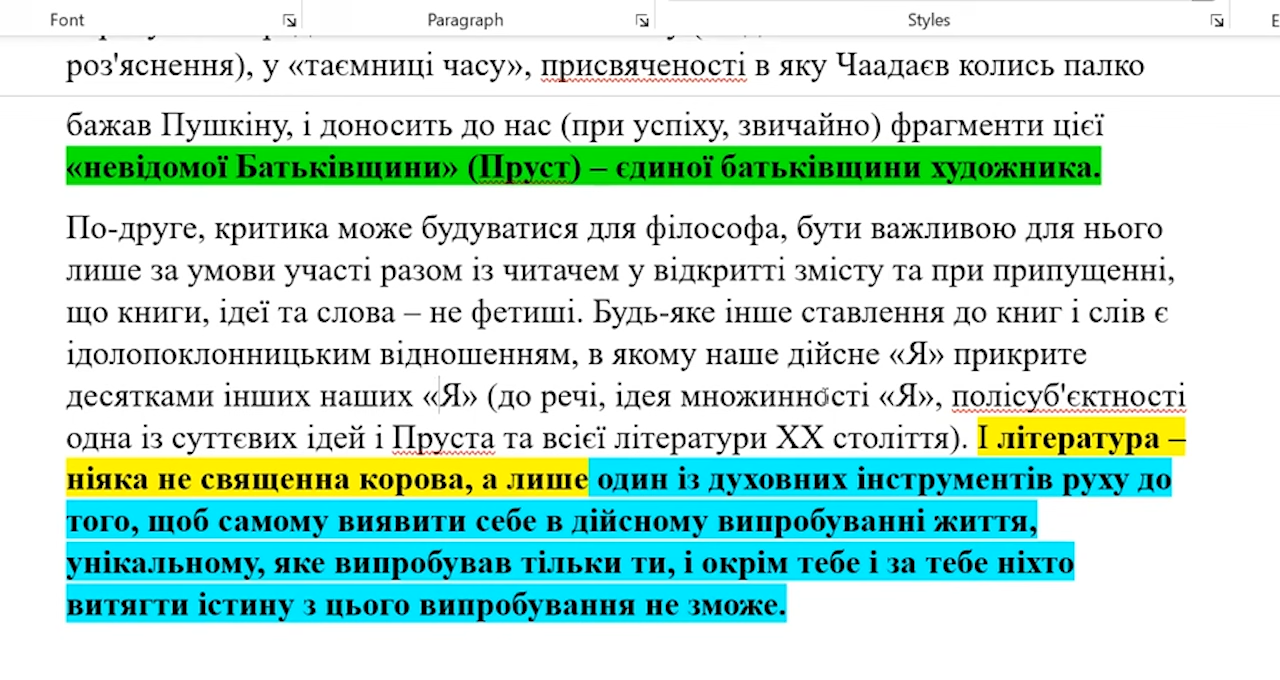 Font Paragraph Styles E
роз'яснення), у «таємниці часу», присвяченості в яку Чаадаєв колись палко
бажав Пушкіну, і доносить до нас (при успіху, звичайно) фрагменти цієї
«невідомої Батьківщини» (Пруст) – єдиної батьківщини художника.
По-друге, критика може будуватися для філософа, бути важливою для нього
лише за умови участі разом із читачем у відкритті змісту та при припущенні,
що книги, ідеї та слова – не фетиші. Будь-яке інше ставлення до книг і слів є
ідолопоклонницьким відношенням, в якому наше дійсне «Я» прикрите
десятками інших наших «Я» (до речі, ідея множинності «Я», полісуб'єктності
одна із суттєвих ідей і Пруста та всієї літератури XX століття). І література –
ніяка не священна корова, а лише один із духовних інструментів руху до
того, щоб самому виявити себе в дійсному випробуванні життя,
унікальному, яке випробував тільки ти, і окрім тебе і за тебе ніхто
витягти істину з цього випробування не зможе.